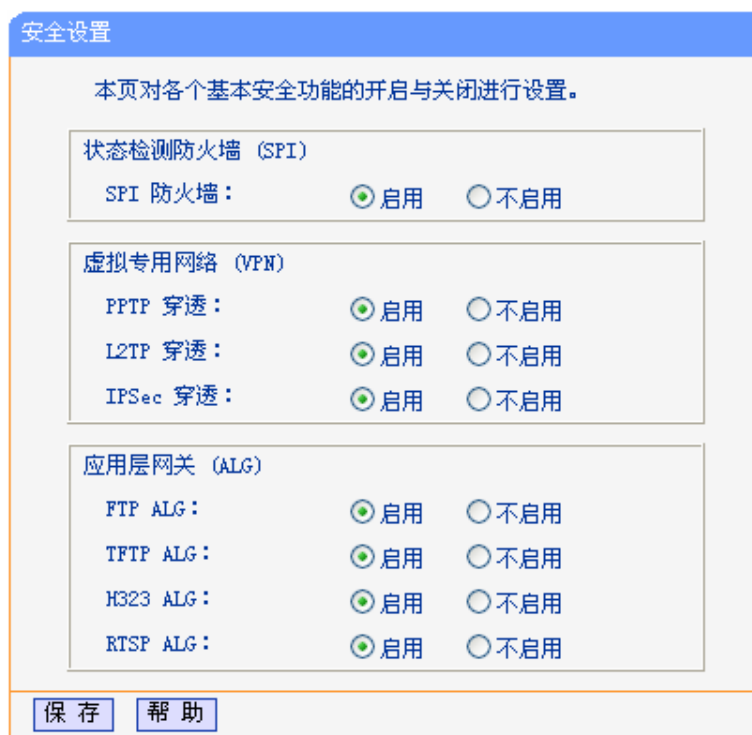 安全设置
本页对各个基本安全功能的开启与关闭进行设置。
状态检测防火墙 (SPI)
SPI 防火墙： 启用 不启用
虚拟专用网络 (VPN)
PPTP 穿透： 启用 不启用
L2TP 穿透： 启用 不启用
IPSec 穿透： 启用 不启用
应用层网关 (ALG)
FTP ALG： 启用 不启用
TFTP ALG： 启用 不启用
H323 ALG： 启用 不启用
RTSP ALG： 启用 不启用
保 存 帮 助